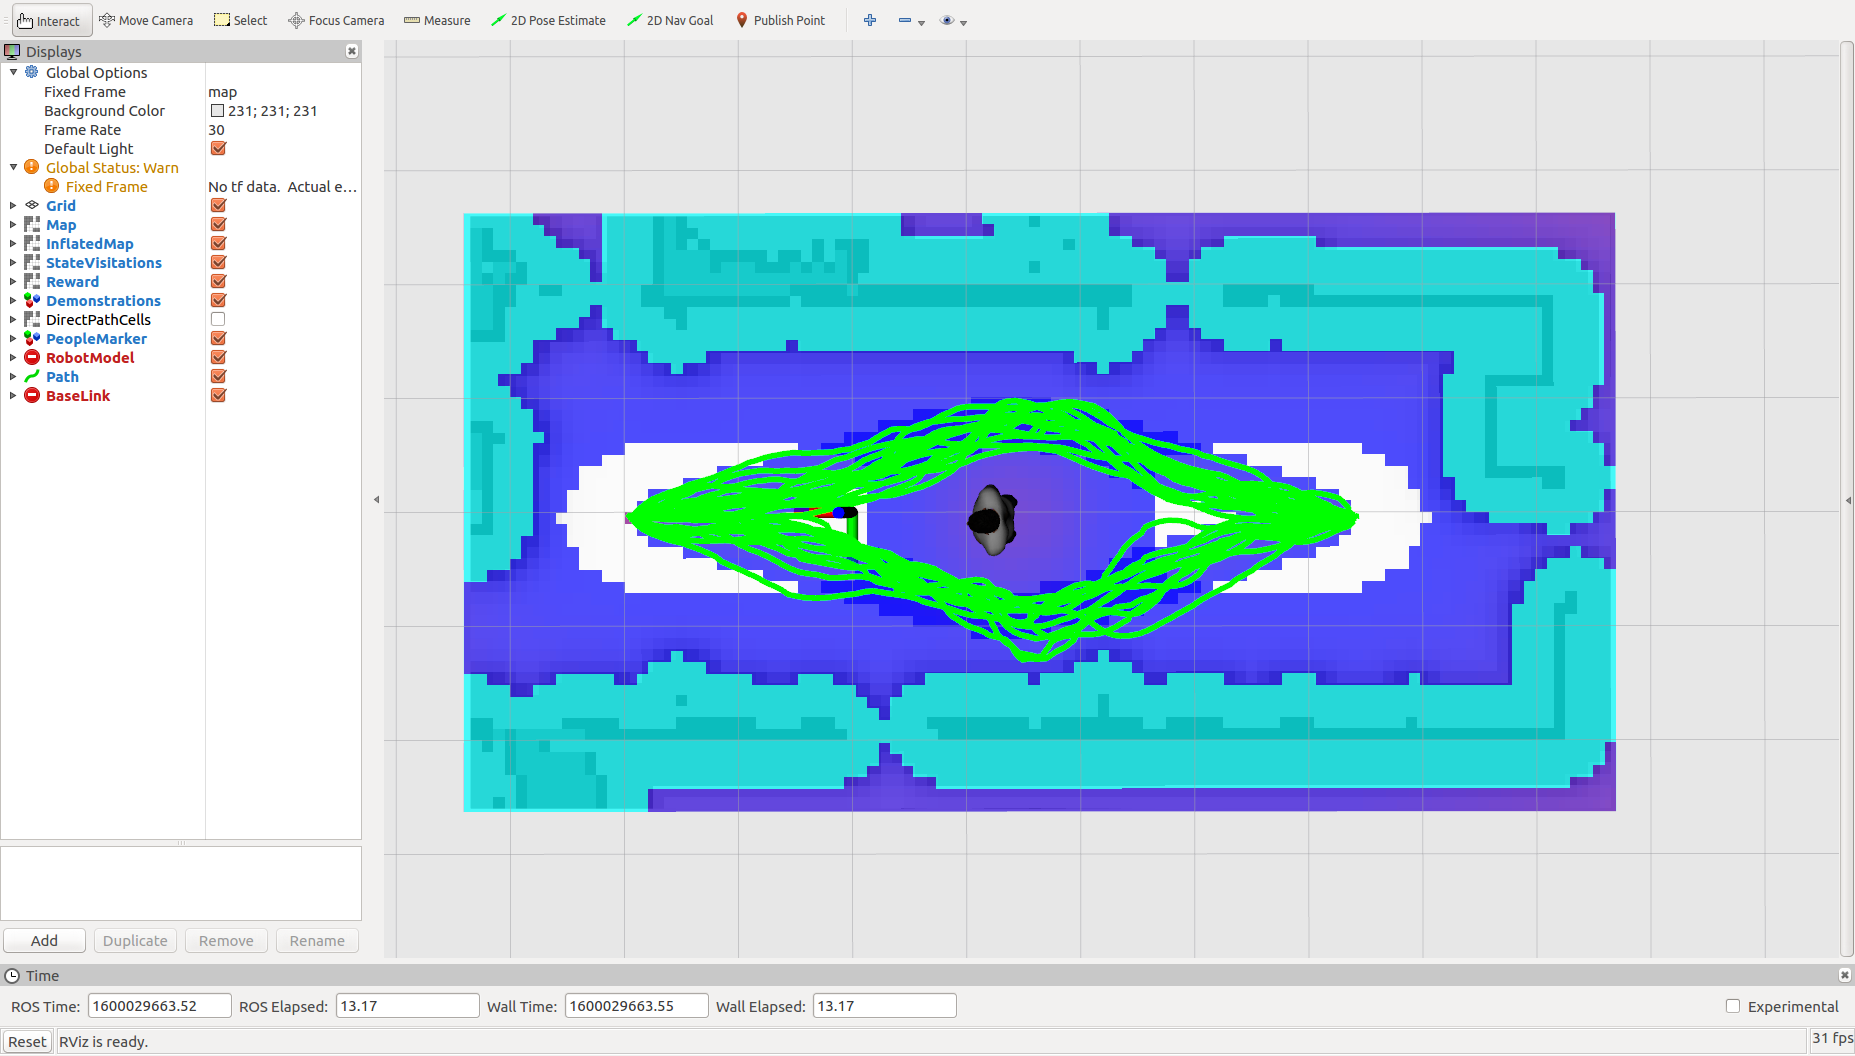 Interact Move Camera Select Focus Camera Measure 2D Pose Estimate 2D Nav Goal Publish Point
Displays
Global Options
Fixed Frame map
Background Color 231; 231; 231
Frame Rate 30
Default Light
Global Status: Warn
Fixed Frame No tf data. Actual e...
Grid
Map
InflatedMap
StateVisitations
Reward
Demonstrations
DirectPathCells
PeopleMarker
RobotModel
Path
BaseLink
Add Duplicate Remove Rename
Time
ROS Time: 1600029663.52 ROS Elapsed: 13.17 Wall Time: 1600029663.55 Wall Elapsed: 13.17 Experimental
Reset RViz is ready. 31 fps